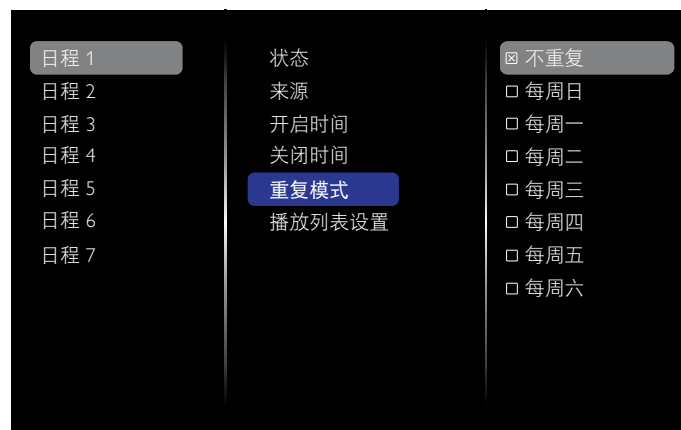 日程 1
日程 2
日程 3
日程 4
日程 5
日程 6
日程 7
状态
来源
开启时间
关闭时间
重复模式
播放列表设置
不重复
每周日
每周一
每周二
每周三
每周四
每周五
每周六